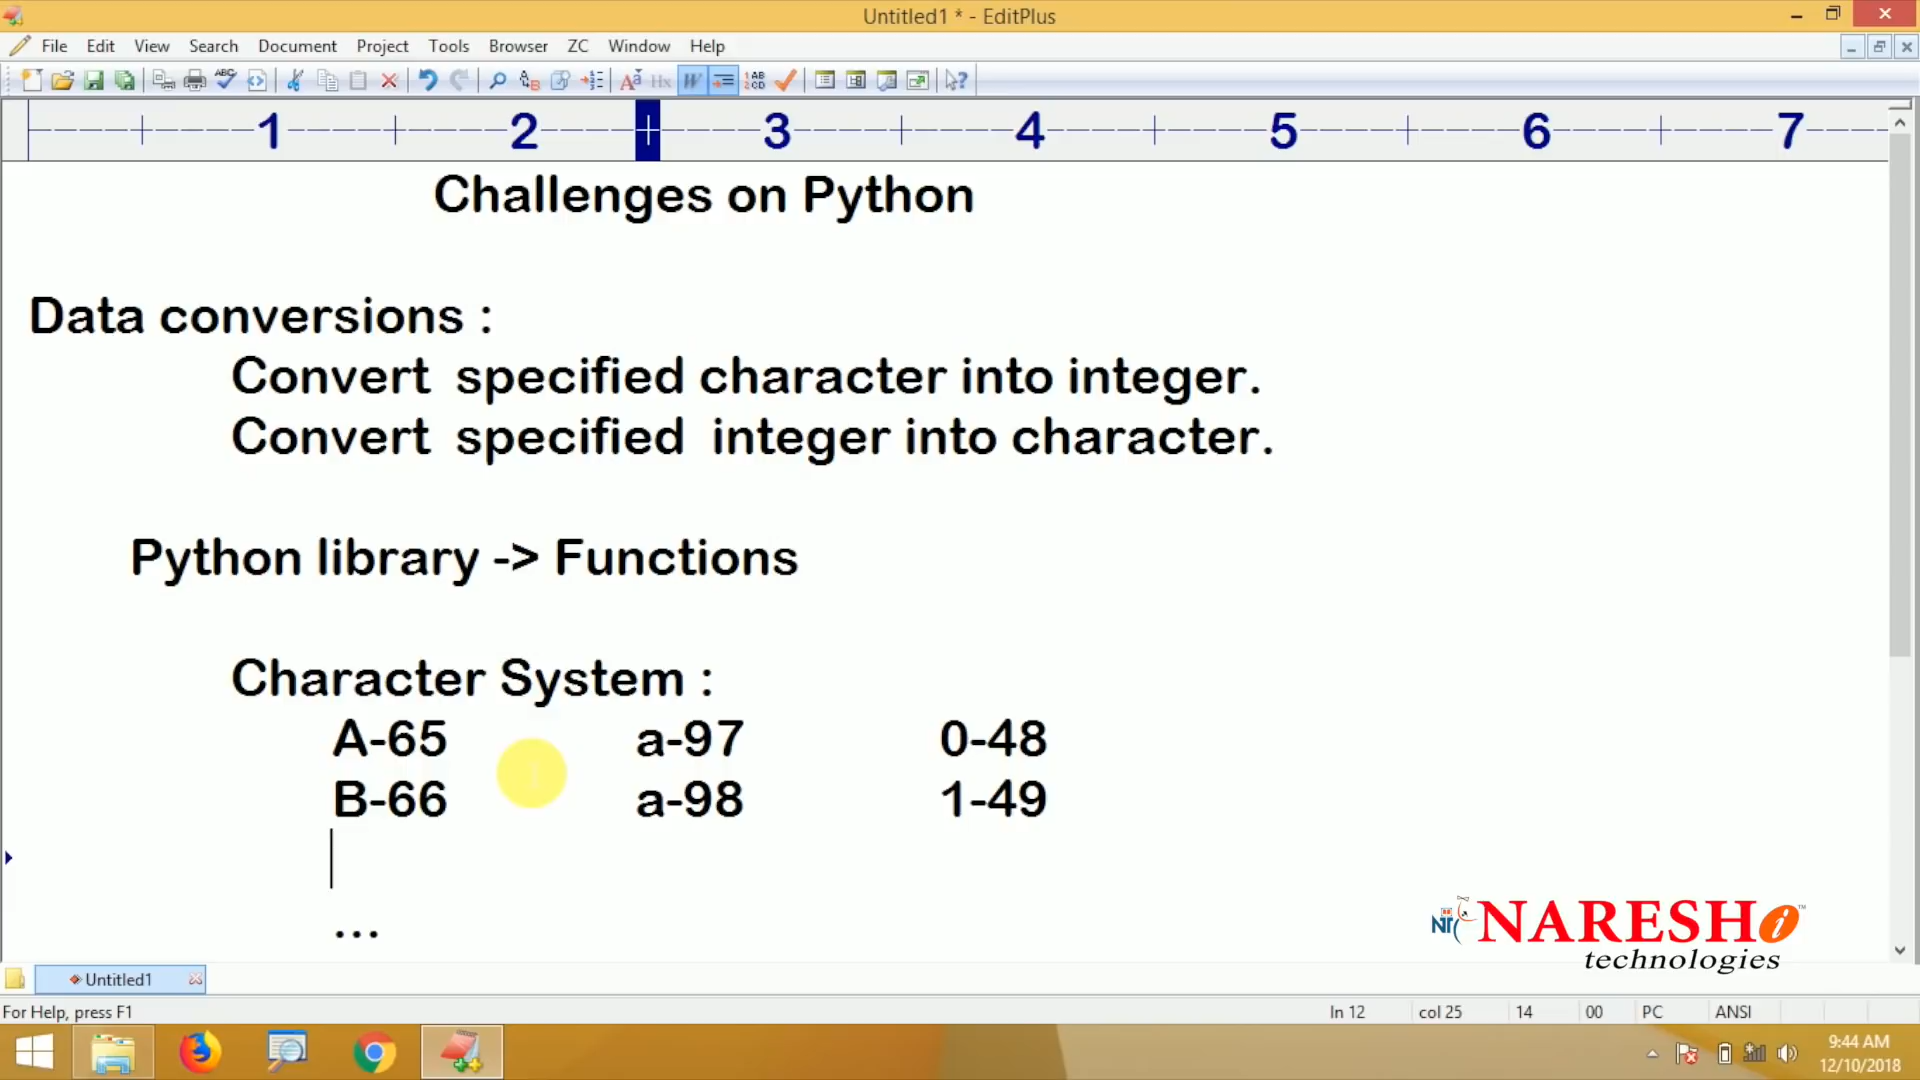 Untitled1 * - EditPlus
File Edit View Search Document Project Tools Browser ZC Window Help
1 2 3 4 5 6 7
Challenges on Python
Data conversions :
Convert specified character into integer.
Convert specified integer into character.
Python library -> Functions
Character System :
A-65 a-97 0-48
B-66 a-98 1-49
...
NARESH i
technologies
Untitled1
For Help, press F1 ln 12 col 25 14 00 PC ANSI
9:44 AM
12/10/2018